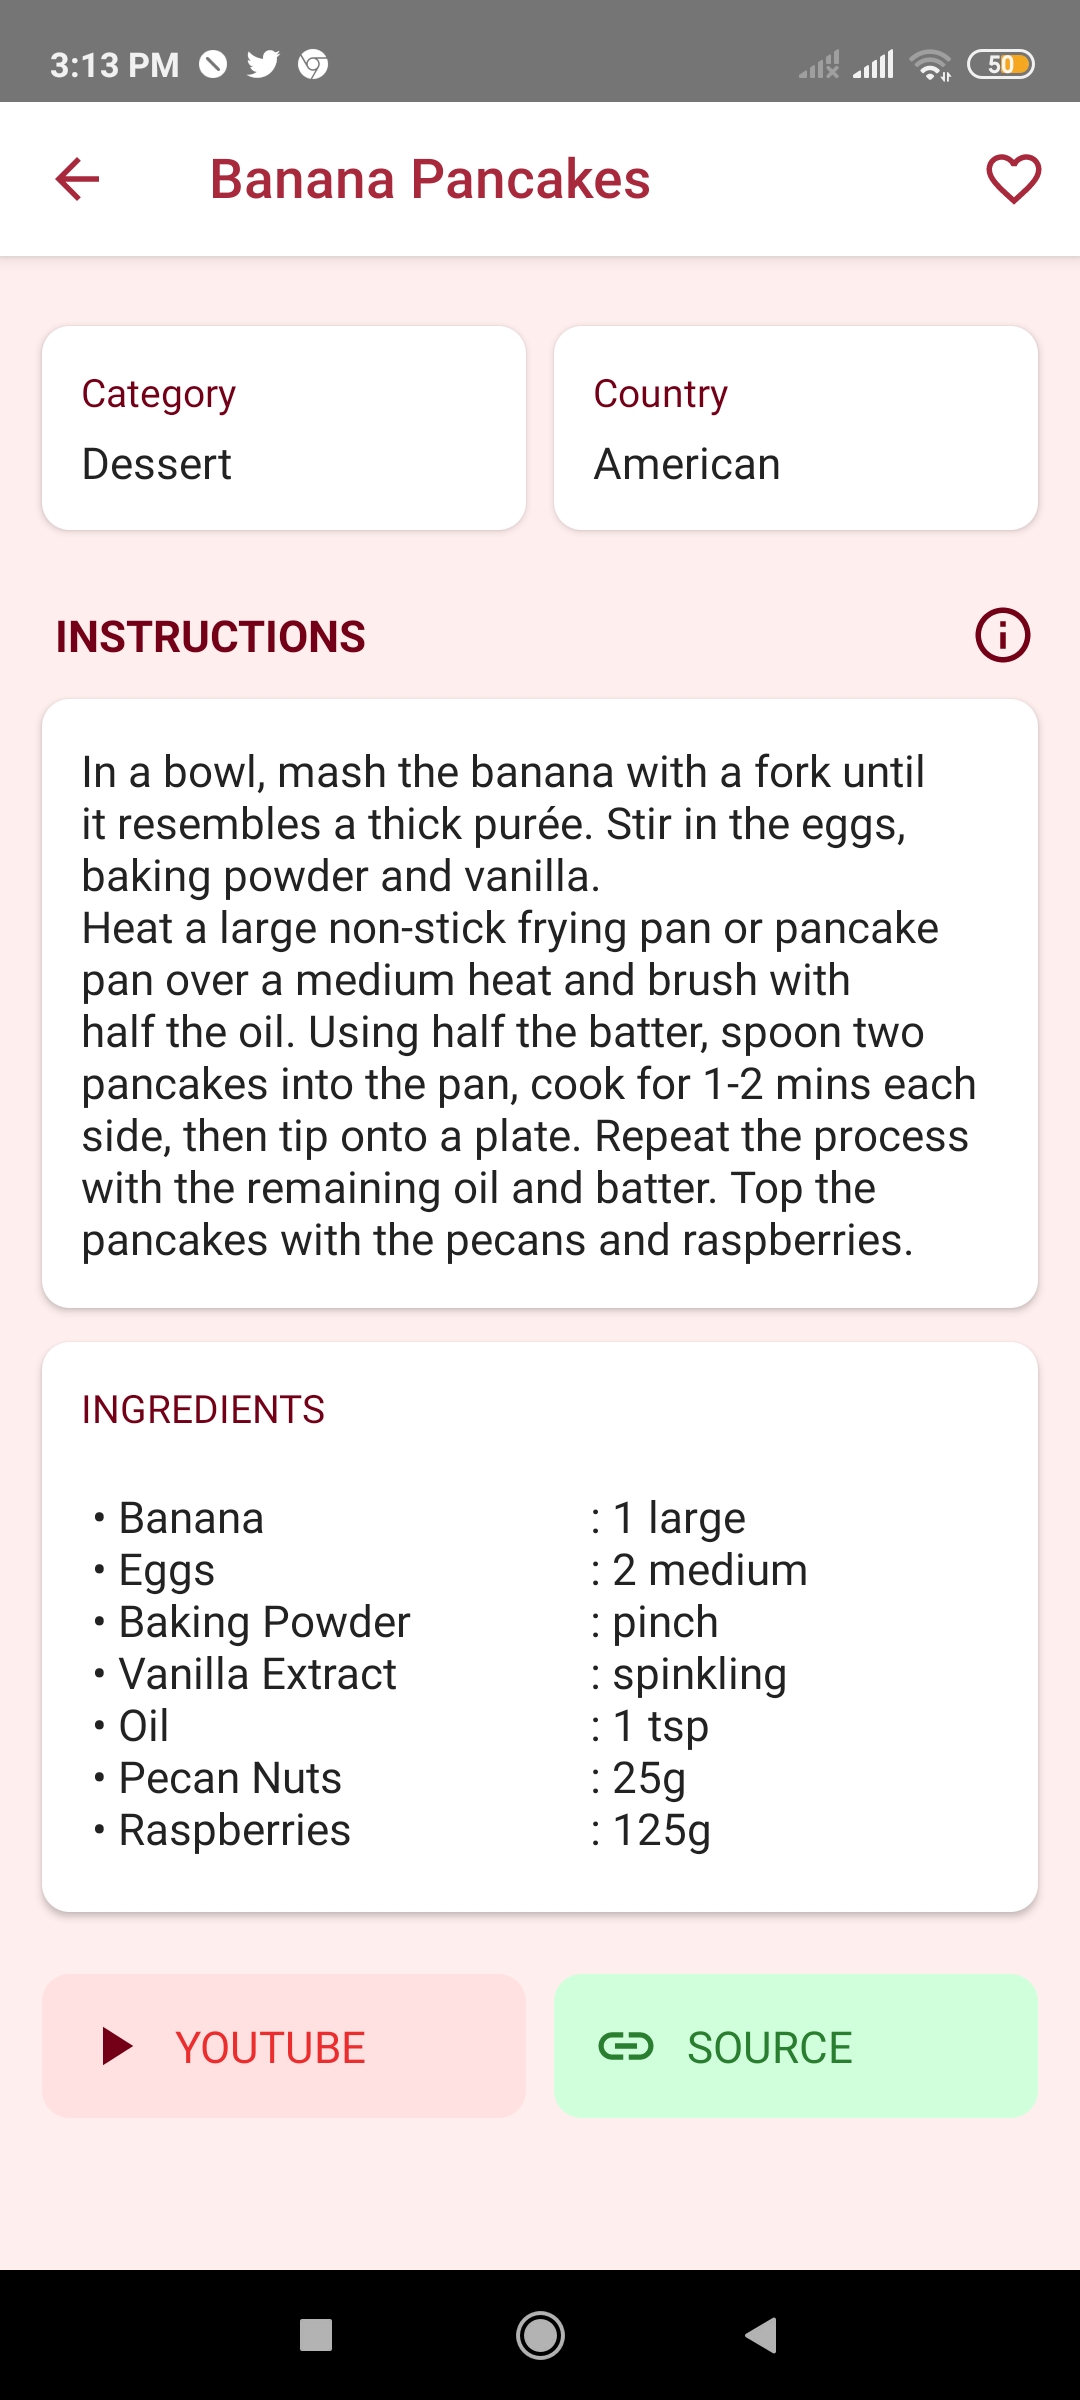 3:13 PM
50
Banana Pancakes
Category
Dessert
Country
American
INSTRUCTIONS
In a bowl, mash the banana with a fork until
it resembles a thick purée. Stir in the eggs,
baking powder and vanilla.
Heat a large non-stick frying pan or pancake
pan over a medium heat and brush with
half the oil. Using half the batter, spoon two
pancakes into the pan, cook for 1-2 mins each
side, then tip onto a plate. Repeat the process
with the remaining oil and batter. Top the
pancakes with the pecans and raspberries.
INGREDIENTS
• Banana : 1 large
• Eggs : 2 medium
• Baking Powder : pinch
• Vanilla Extract : spinkling
• Oil : 1 tsp
• Pecan Nuts : 25g
• Raspberries : 125g
YOUTUBE
SOURCE